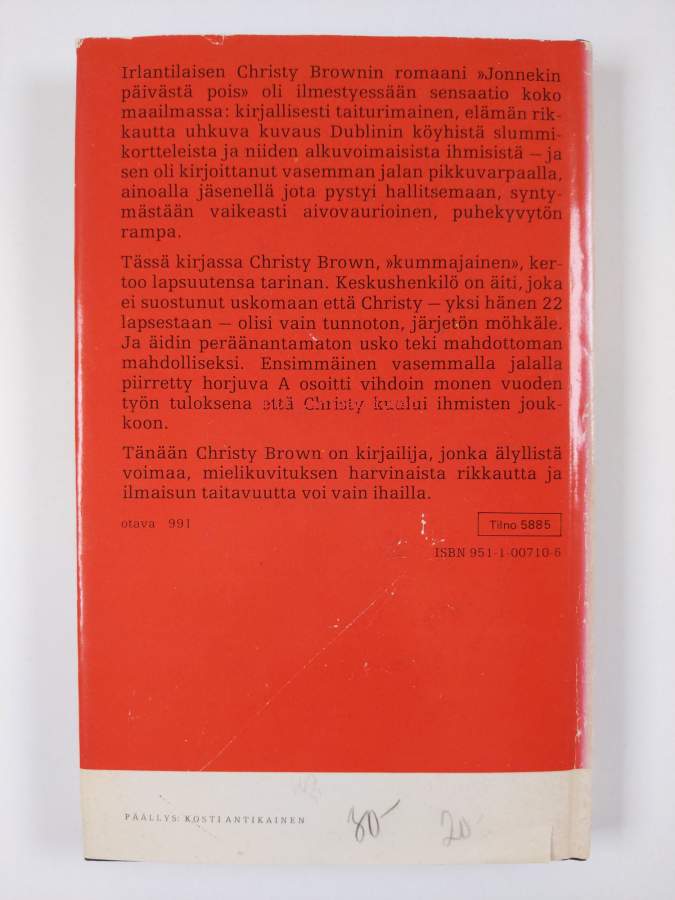 Irlantilaisen Christy Brownin romaani »Jonnekin
päivästä pois» oli ilmestyessään sensaatio koko
maailmassa: kirjallisesti taiturimainen, elämän rik-
kautta uhkuva kuvaus Dublinin köyhistä slummi-
kortteleista ja niiden alkuvoimaisista ihmisistä – ja
sen oli kirjoittanut vasemman jalan pikkuvarpaalla,
ainoalla jäsenellä jota pystyi hallitsemaan, synty-
mästään vaikeasti aivovaurioinen, puhekyvytön
rampa.
Tässä kirjassa Christy Brown, »kummajainen», ker-
too lapsuutensa tarinan. Keskushenkilö on äiti, joka
ei suostunut uskomaan että Christy – yksi hänen 22
lapsestaan – olisi vain tunnoton, järjetön möhkäle.
Ja äidin peräänantamaton usko teki mahdottoman
mahdolliseksi. Ensimmäinen vasemmalla jalalla
piirretty horjuva A osoitti vihdoin monen vuoden
työn tuloksena että Christy kuului ihmisten jouk-
koon.
Tänään Christy Brown on kirjailija, jonka älyllistä
voimaa, mielikuvituksen harvinaista rikkautta ja
ilmaisun taitavuutta voi vain ihailla.
otava 991
Tilno 5885
ISBN 951-1-00710-6
PÄÄLLYS: KOSTI ANTIKAINEN
30-
20